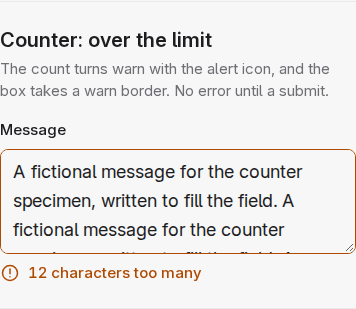 Counter: over the limit
The count turns warn with the alert icon, and the
box takes a warn border. No error until a submit.
Message
A fictional message for the counter
specimen, written to fill the field. A
fictional message for the counter
12 characters too many